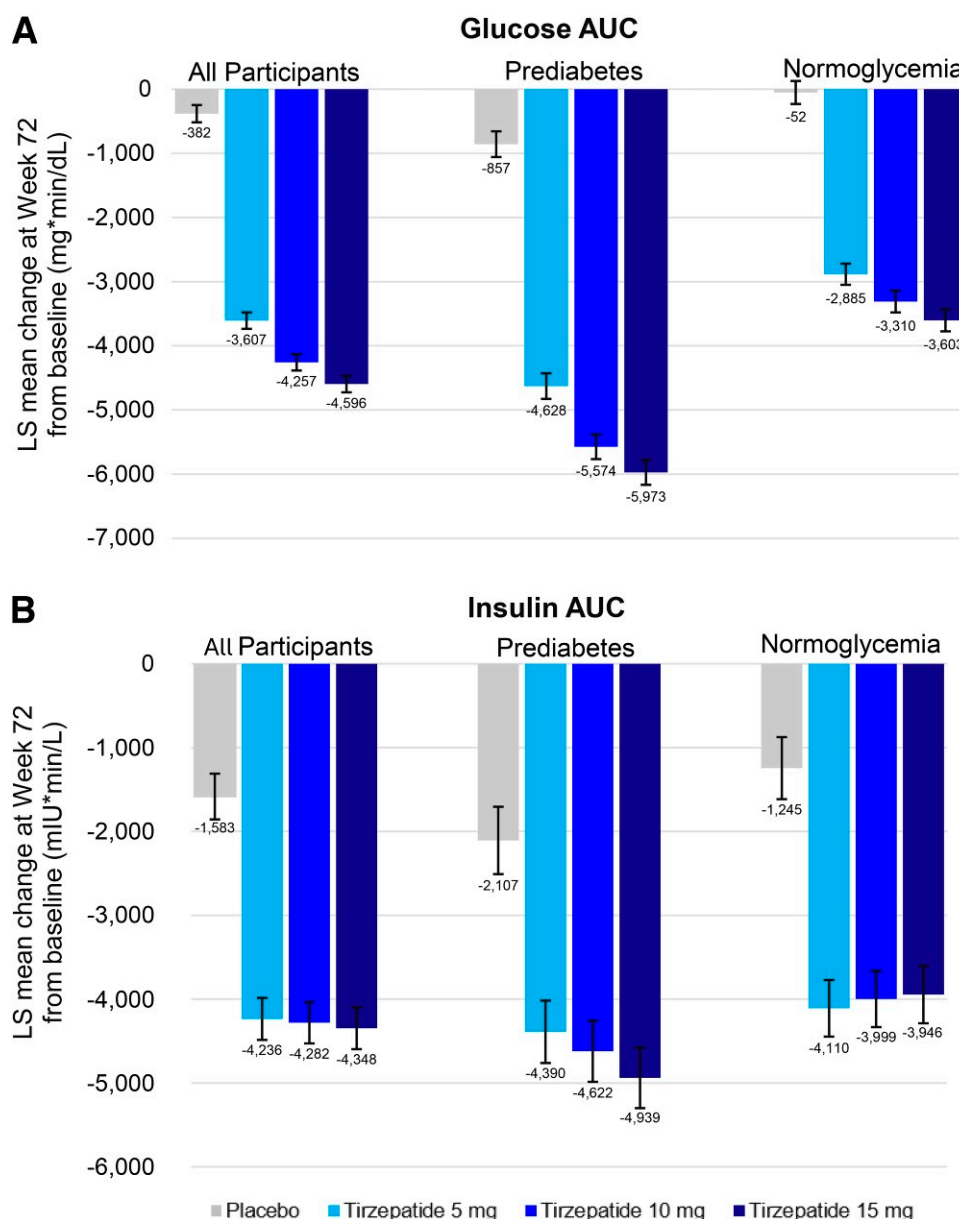 A
Glucose AUC
All Participants
Prediabetes
Normoglycemia
LS mean change at Week 72
from baseline (mg*min/dL)
0
-1,000
-2,000
-3,000
-4,000
-5,000
-6,000
-7,000
-382
-3,607
-4,257
-4,596
-857
-4,628
-5,574
-5,973
-52
-2,885
-3,310
-3,603
B
Insulin AUC
All Participants
Prediabetes
Normoglycemia
LS mean change at Week 72
from baseline (mIU*min/L)
0
-1,000
-2,000
-3,000
-4,000
-5,000
-6,000
-1,583
-4,236
-4,282
-4,348
-2,107
-4,390
-4,622
-4,939
-1,245
-4,110
-3,999
-3,946
Placebo Tirzepatide 5 mg Tirzepatide 10 mg Tirzepatide 15 mg